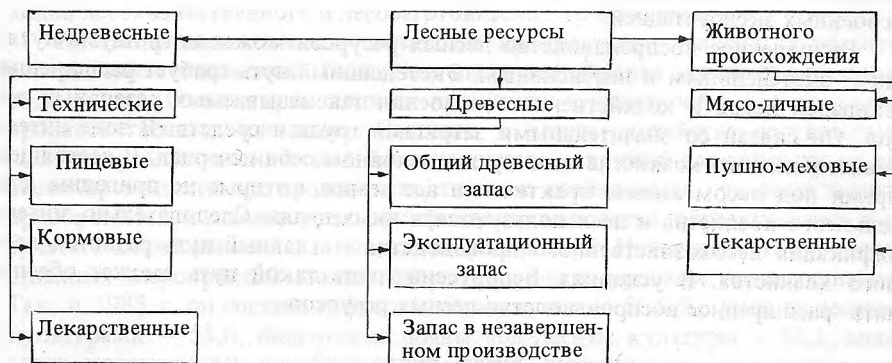 Недревесные
Лесные ресурсы
Животного
происхождения
Технические
Древесные
Мясо-дичные
Пищевые
Общий древесный
запас
Пушно-меховые
Кормовые
Эксплуатационный
запас
Лекарственные
Лекарственные
Запас в незавершен-
ном производстве